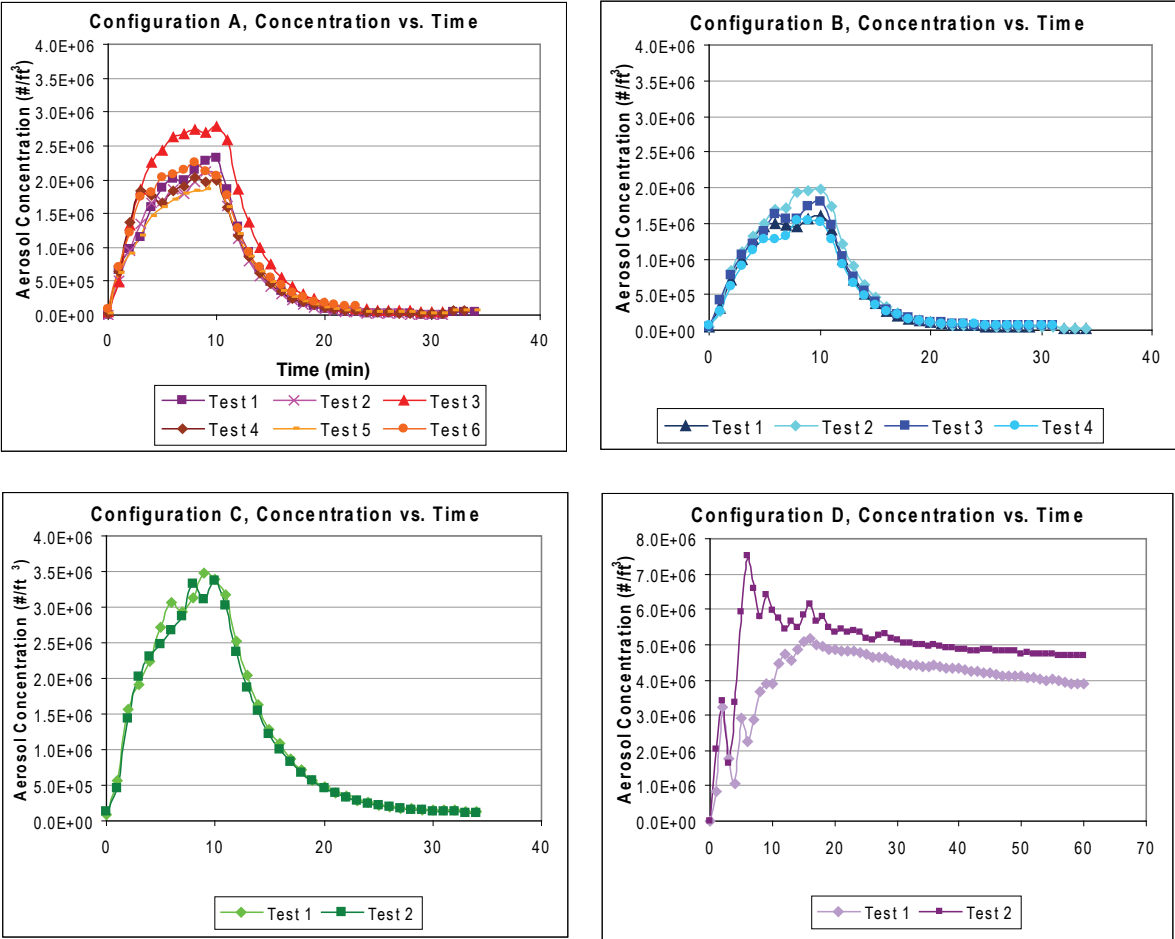 Configuration A, Concentration vs. Time
Aerosol Concentration (#/ft³)
4.0E+06
3.5E+06
3.0E+06
2.5E+06
2.0E+06
1.5E+06
1.0E+06
5.0E+05
0.0E+00
0 10 20 30 40
Time (min)
Test 1 Test 2 Test 3
Test 4 Test 5 Test 6
Configuration B, Concentration vs. Time
Aerosol Concentration (#/ft³)
4.0E+06
3.5E+06
3.0E+06
2.5E+06
2.0E+06
1.5E+06
1.0E+06
5.0E+05
0.0E+00
0 10 20 30 40
Test 1 Test 2 Test 3 Test 4
Configuration C, Concentration vs. Time
Aerosol Concentration (#/ft ³)
4.0E+06
3.5E+06
3.0E+06
2.5E+06
2.0E+06
1.5E+06
1.0E+06
5.0E+05
0.0E+00
0 10 20 30 40
Test 1 Test 2
Configuration D, Concentration vs. Time
Aerosol Concentration (#/ft³)
8.0E+06
7.0E+06
6.0E+06
5.0E+06
4.0E+06
3.0E+06
2.0E+06
1.0E+06
0.0E+00
0 10 20 30 40 50 60 70
Test 1 Test 2